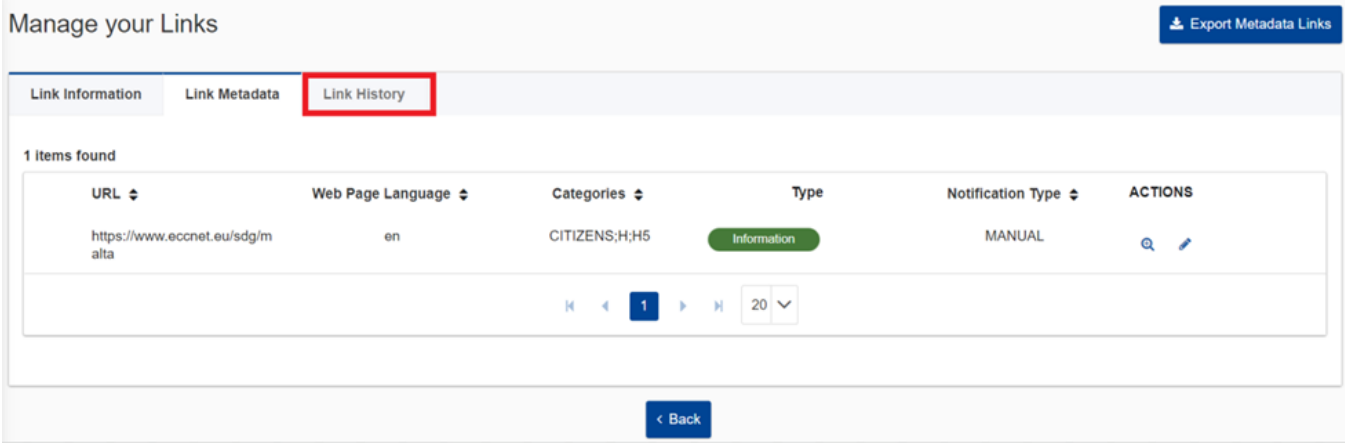 Manage your Links
Export Metadata Links
Link Information
Link Metadata
Link History
1 items found
URL
Web Page Language
Categories
Type
Notification Type
ACTIONS
https://www.eccnet.eu/sdg/m
alta
en
CITIZENS;H;H5
Information
MANUAL
1
20
< Back